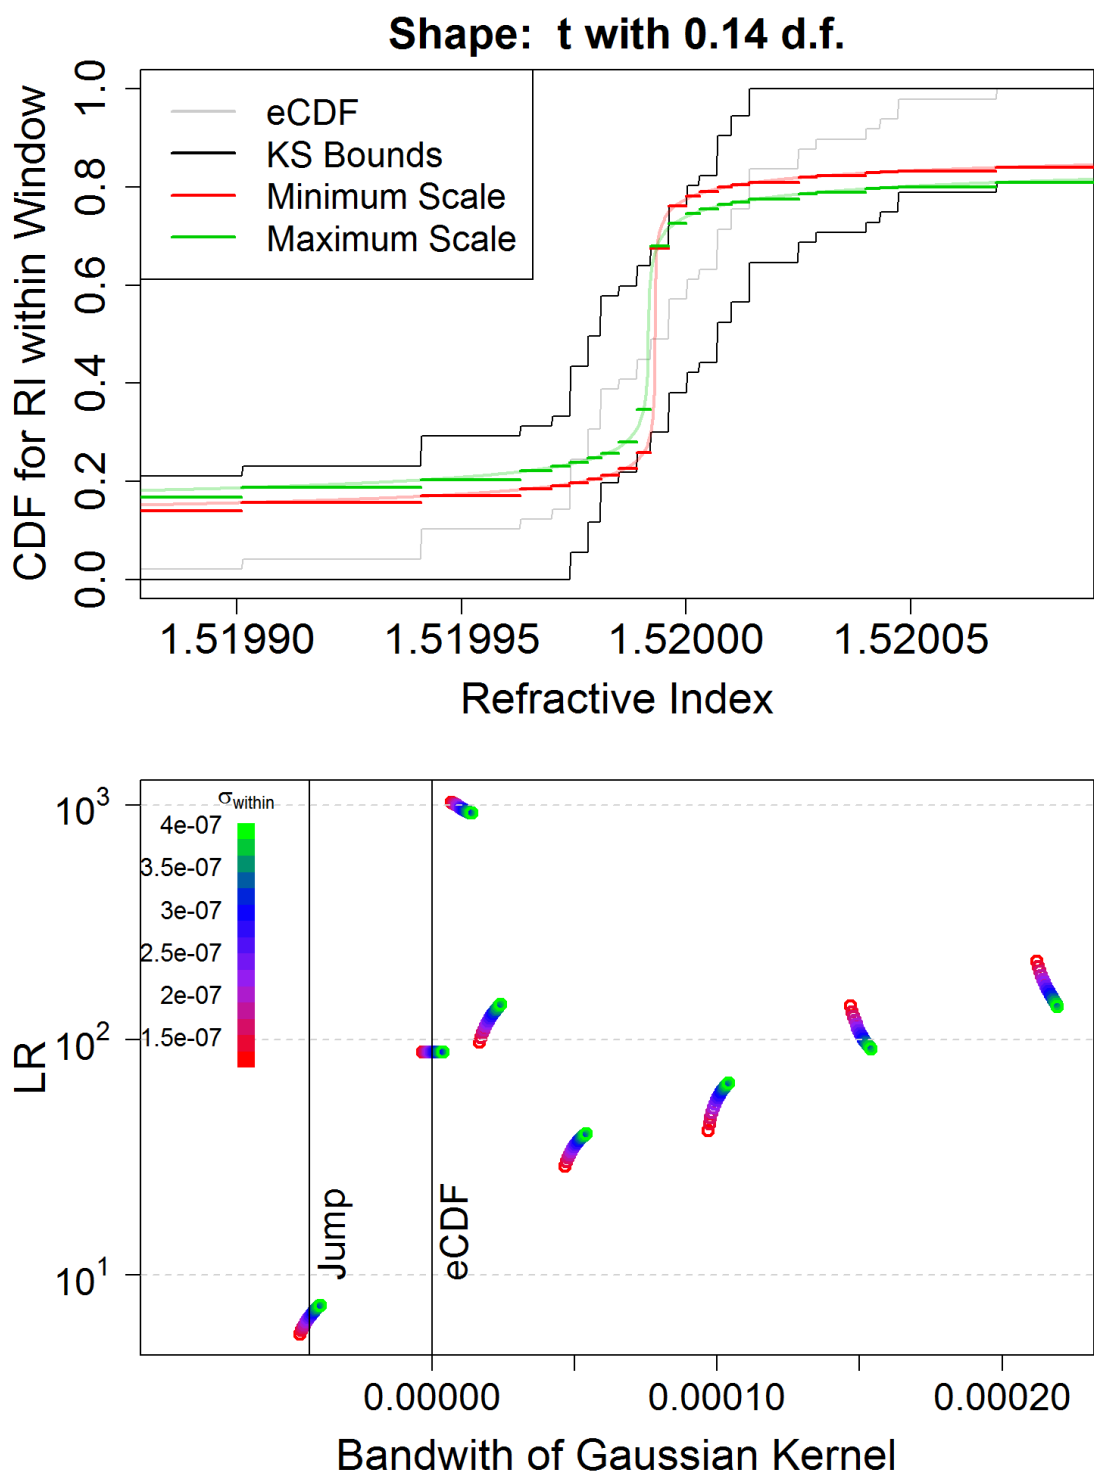 Shape: t with 0.14 d.f.
CDF for RI within Window
1.0
0.8
0.6
0.4
0.2
0.0
eCDF
KS Bounds
Minimum Scale
Maximum Scale
1.51990 1.51995 1.52000 1.52005
Refractive Index
LR
10³
10²
10¹
σwithin
4e-07
3.5e-07
3e-07
2.5e-07
2e-07
1.5e-07
Jump
eCDF
0.00000 0.00010 0.00020
Bandwith of Gaussian Kernel